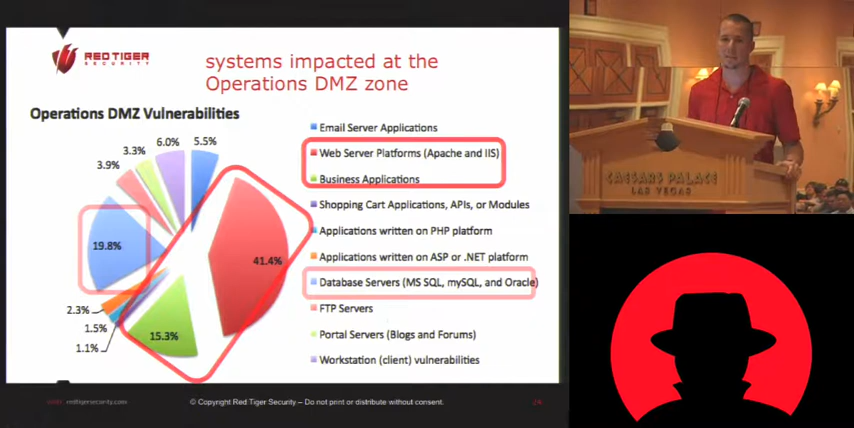 RED TIGER
SECURITY
systems impacted at the
Operations DMZ zone
Operations DMZ Vulnerabilities
5.5%
6.0%
3.3%
3.9%
19.8%
41.4%
2.3%
1.5%
1.1%
15.3%
Email Server Applications
Web Server Platforms (Apache and IIS)
Business Applications
Shopping Cart Applications, APIs, or Modules
Applications written on PHP platform
Applications written on ASP or .NET platform
Database Servers (MS SQL, mySQL, and Oracle)
FTP Servers
Portal Servers (Blogs and Forums)
Workstation (client) vulnerabilities
redtigersecurity.com
© Copyright Red Tiger Security – Do not print or distribute without consent.
CAESARS PALACE
LAS VEGAS